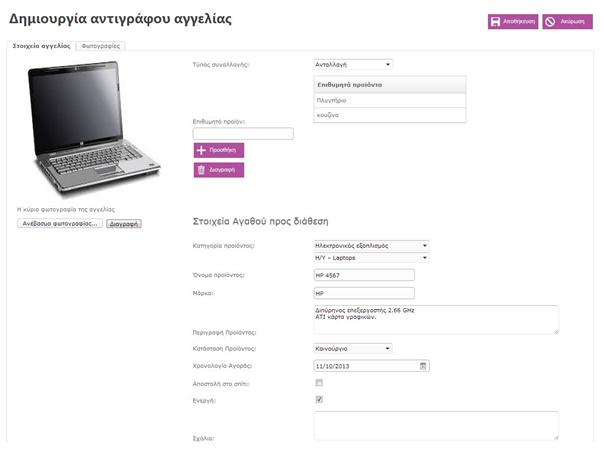 Δημιουργία αντιγράφου αγγελίας
Αποθήκευση
Ακύρωση
Στοιχεία αγγελίας
Φωτογραφίες
Τύπος συναλλαγής:
Ανταλλαγή
Επιθυμητά προϊόντα
Πλυντήριο
κουζίνα
Επιθυμητό προϊόν:
Προσθήκη
Διαγραφή
Η κύρια φωτογραφία της αγγελίας
Ανέβασμα φωτογραφίας...
Διαγραφή
Στοιχεία Αγαθού προς διάθεση
Κατηγορία προϊόντος:
Ηλεκτρονικός εξοπλισμός
Η/Υ – Laptops
Όνομα προϊόντος:
HP 4567
Μάρκα:
HP
Διπύρηνος επεξεργαστής 2.66 GHz
ATI κάρτα γραφικών.
Περιγραφή Προϊόντος:
Κατάσταση Προϊόντος:
Καινούργιο
Χρονολογία Αγοράς:
11/10/2013
Αποστολή στο σπίτι:
Ενεργή:
Σχόλια: